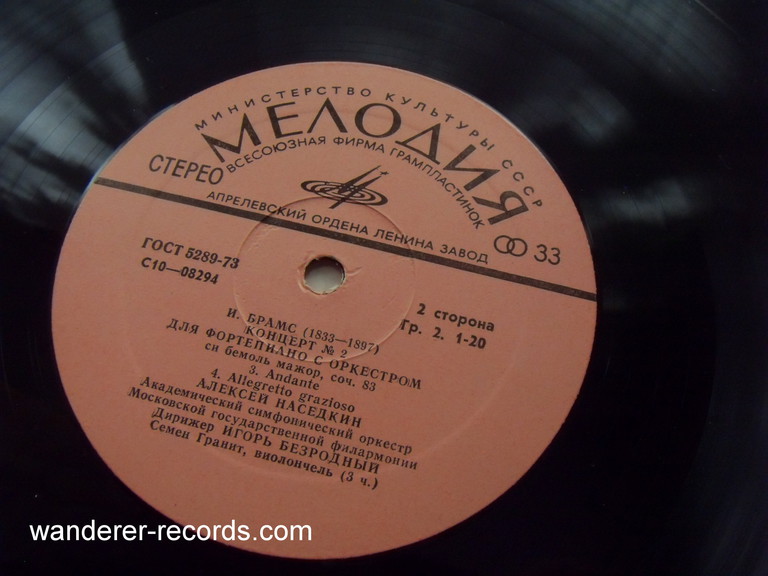 МИНИСТЕРСТВО КУЛЬТУРЫ СССР
МЕЛОДИЯ
ВСЕСОЮЗНАЯ ФИРМА ГРАМПЛАСТИНОК
СТЕРЕО
АПРЕЛЕВСКИЙ ОРДЕНА ЛЕНИНА ЗАВОД
33
ГОСТ 5289-73
С10—08294
2 сторона
Гр. 2. 1-20
И. БРАМС (1833—1897)
КОНЦЕРТ № 2
ДЛЯ ФОРТЕПИАНО С ОРКЕСТРОМ
си бемоль мажор, соч. 83
3. Andante
4. Allegretto grazioso
АЛЕКСЕЙ НАСЕДКИН
Академический симфонический оркестр
Московской государственной филармонии
Дирижер ИГОРЬ БЕЗРОДНЫЙ
Семен Гранит, виолончель (3 ч.)
wanderer-records.com